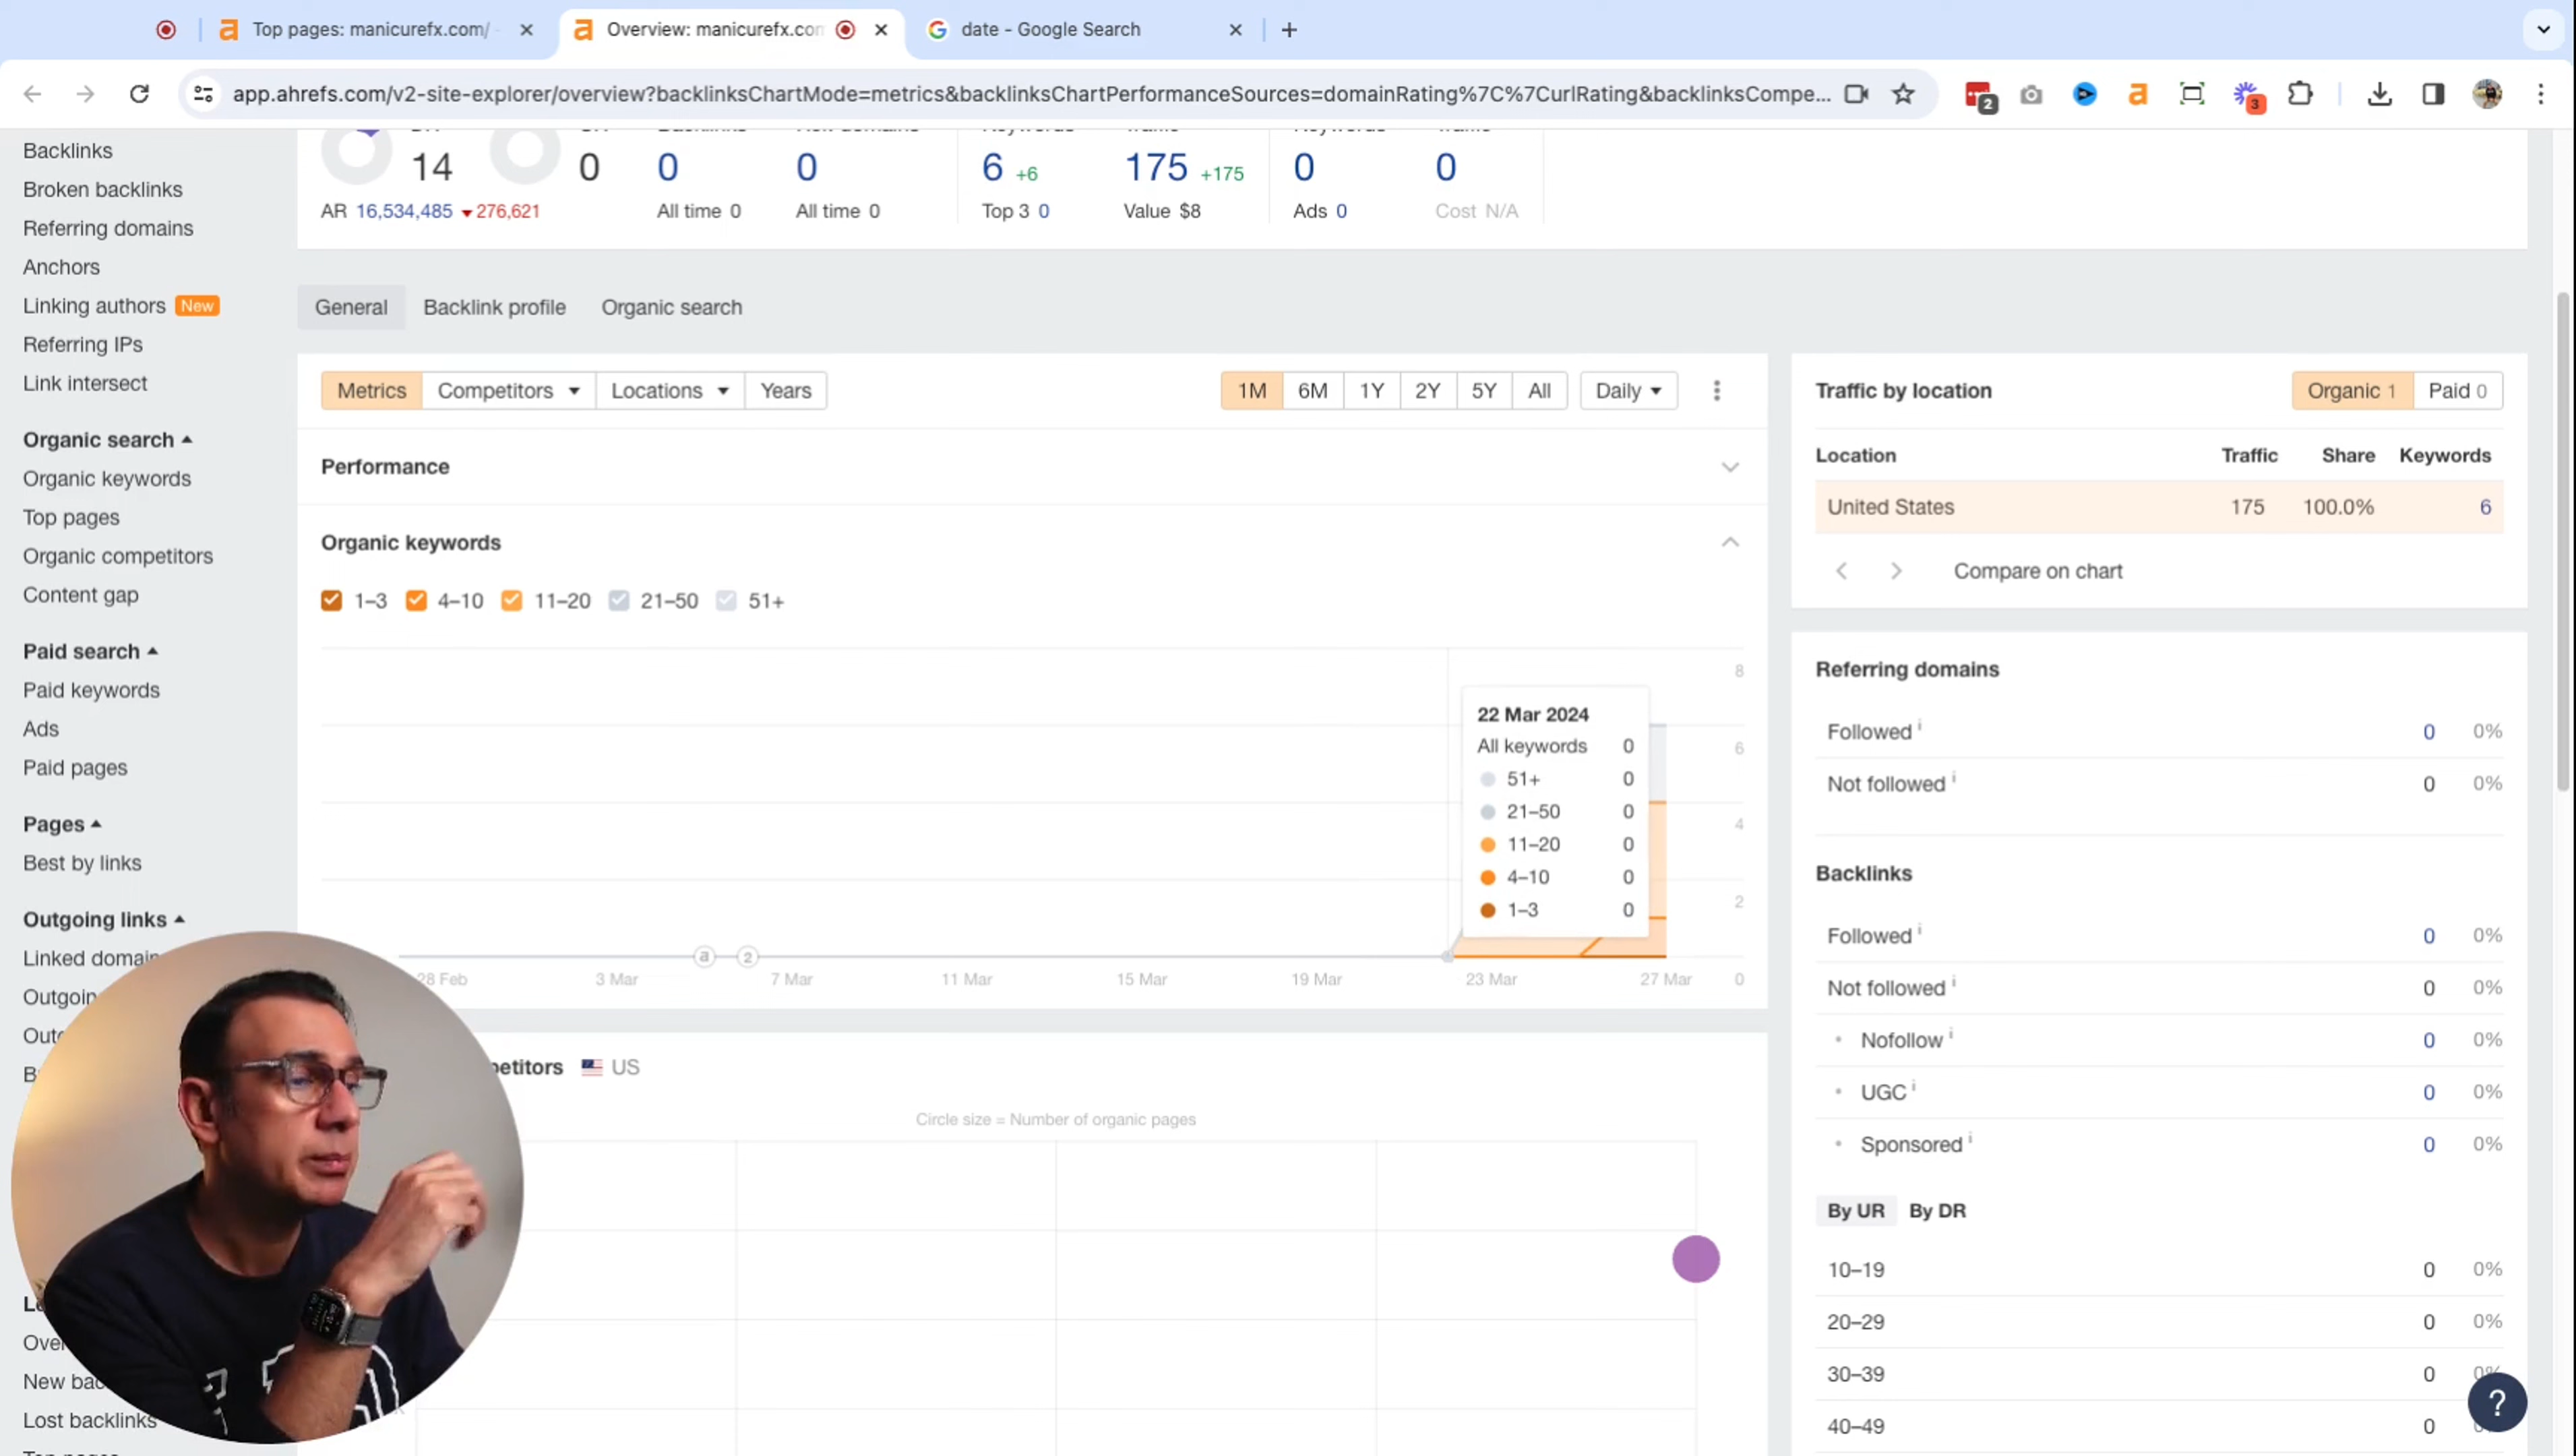 Top pages: manicurefx.com/
Overview: manicurefx.com
date - Google Search
app.ahrefs.com/v2-site-explorer/overview?backlinksChartMode=metrics&backlinksChartPerformanceSources=domainRating%7C%7CurlRating&backlinksCompe...
2
3
Backlinks
Broken backlinks
Referring domains
Anchors
Linking authors New
Referring IPs
Link intersect
Organic search
Organic keywords
Top pages
Organic competitors
Content gap
Paid search
Paid keywords
Ads
Paid pages
Pages
Best by links
Outgoing links
Linked domain
Outgoin
Lost backlinks
Backlinks
Keywords
Keywords
14
0
0
0
6 +6
175 +175
0
0
AR 16,534,485 276,621
All time 0
All time 0
Top 3 0
Value $8
Ads 0
Cost N/A
General
Backlink profile
Organic search
Metrics
Competitors
Locations
Years
1M
6M
1Y
2Y
5Y
All
Daily
Performance
Organic keywords
1–3
4–10
11–20
21–50
51+
8
6
4
2
0
22 Mar 2024
All keywords 0
51+ 0
21–50 0
11–20 0
4–10 0
1–3 0
a
2
28 Feb
3 Mar
7 Mar
11 Mar
15 Mar
19 Mar
23 Mar
27 Mar
petitors US
Circle size = Number of organic pages
Traffic by location
Organic 1
Paid 0
Location Traffic Share Keywords
United States 175 100.0% 6
Compare on chart
Referring domains
Followed i 0 0%
Not followed i 0 0%
Backlinks
Followed i 0 0%
Not followed i 0 0%
Nofollow i 0 0%
UGC i 0 0%
Sponsored i 0 0%
By UR
By DR
10–19 0 0%
20–29 0 0%
30–39 0 0%
40–49 0 0%
?